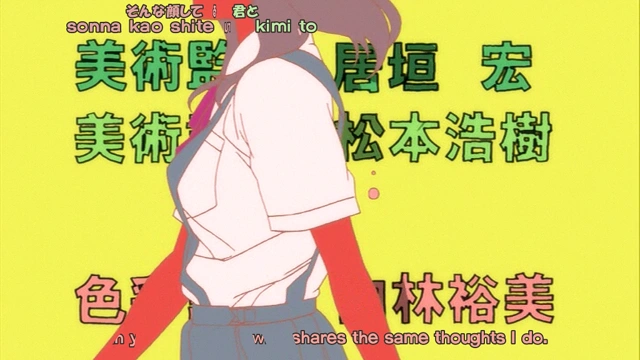 そんな顔して 君と
sonna kao shite kimi to
美術監 居垣 宏
美術 松本浩樹
色 林裕美
shares the same thoughts I do.